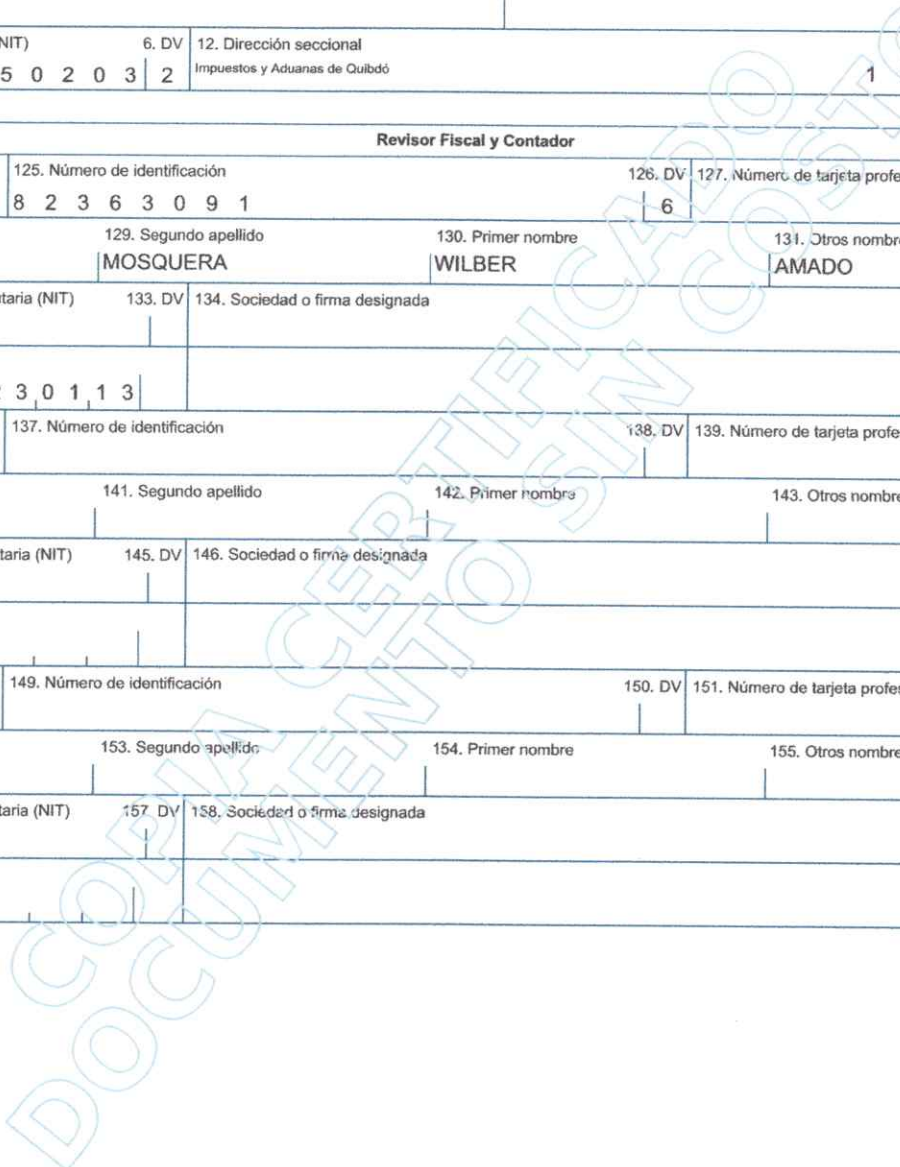 NIT) 6. DV 12. Dirección seccional
5 0 2 0 3 2 Impuestos y Aduanas de Quibdó 1
Revisor Fiscal y Contador
125. Número de identificación 126. DV 127. Número de tarjeta profe
8 2 3 6 3 0 9 1 6
129. Segundo apellido 130. Primer nombre 131. Otros nombre
MOSQUERA WILBER AMADO
taria (NIT) 133. DV 134. Sociedad o firma designada
3 0 1 1 3
137. Número de identificación 138. DV 139. Número de tarjeta profe
141. Segundo apellido 142. Primer nombre 143. Otros nombre
taria (NIT) 145. DV 146. Sociedad o firma designada
149. Número de identificación 150. DV 151. Número de tarjeta profe
153. Segundo apellido 154. Primer nombre 155. Otros nombre
taria (NIT) 157. DV 158. Sociedad o firma designada
COPIA CERTIFICADO
DOCUMENTO SIN COSTO